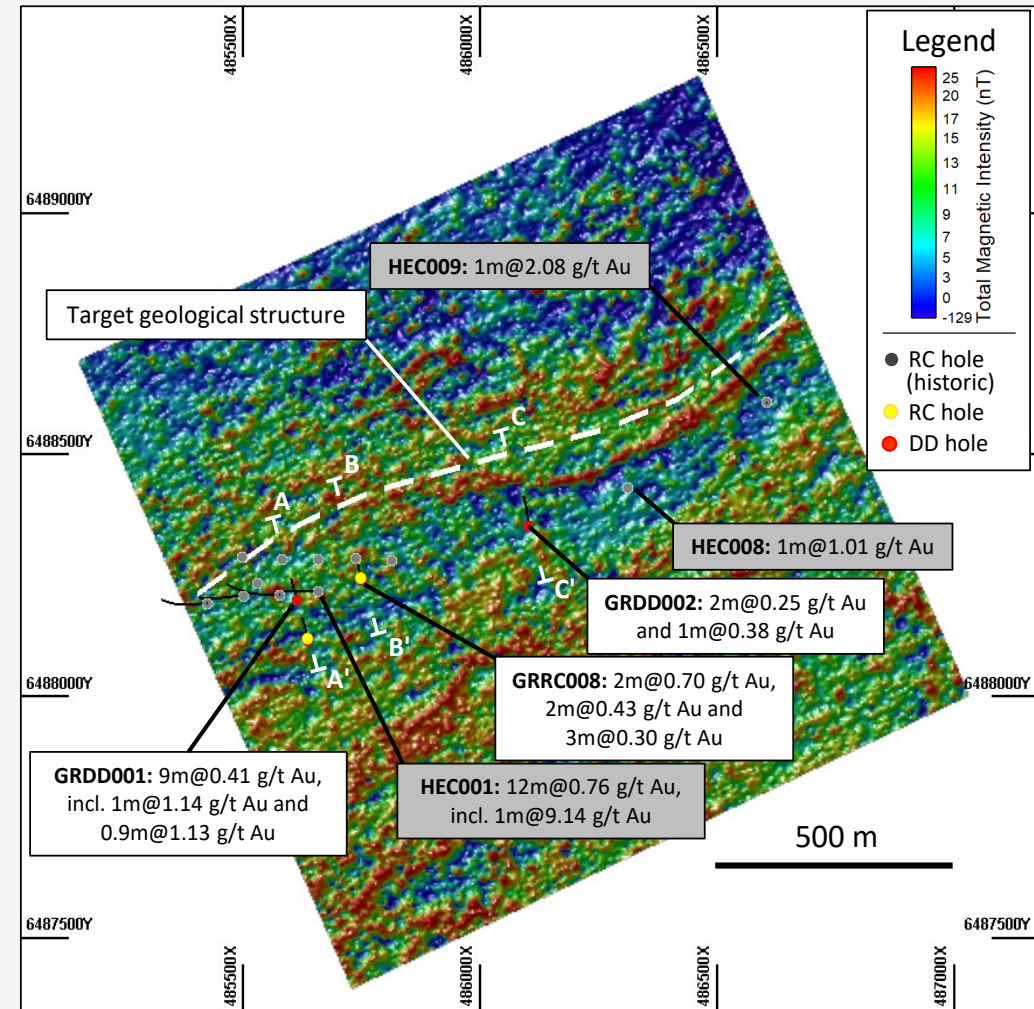 485500X
486000X
486500X
487000X
Legend
25
20
17
15
13
11
9
7
5
3
0
-129
Total Magnetic Intensity (nT)
RC hole
(historic)
RC hole
DD hole
6489000Y
HEC009: 1m@2.08 g/t Au
Target geological structure
6488500Y
C
B
A
HEC008: 1m@1.01 g/t Au
C'
GRDD002: 2m@0.25 g/t Au
and 1m@0.38 g/t Au
B'
A'
6488000Y
6488000Y
GRRC008: 2m@0.70 g/t Au,
2m@0.43 g/t Au and
3m@0.30 g/t Au
GRDD001: 9m@0.41 g/t Au,
incl. 1m@1.14 g/t Au and
0.9m@1.13 g/t Au
HEC001: 12m@0.76 g/t Au,
incl. 1m@9.14 g/t Au
500 m
6487500Y
6487500Y
485500X
486000X
486500X
487000X